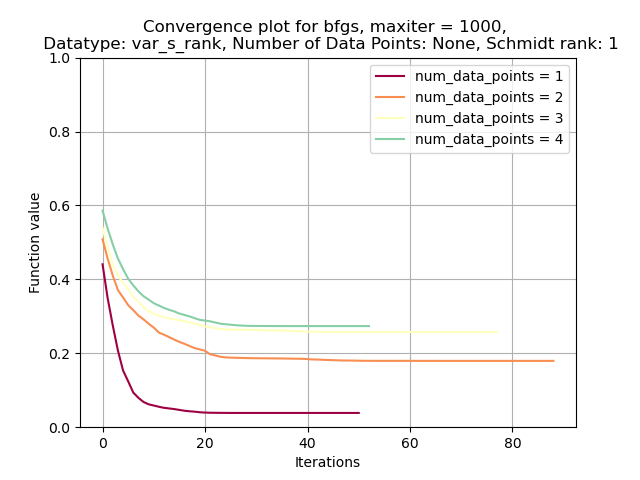 Convergence plot for bfgs, maxiter = 1000,
Datatype: var_s_rank, Number of Data Points: None, Schmidt rank: 1
num_data_points = 1
num_data_points = 2
num_data_points = 3
num_data_points = 4
Function value
1.0
0.8
0.6
0.4
0.2
0.0
0
20
40
60
80
Iterations